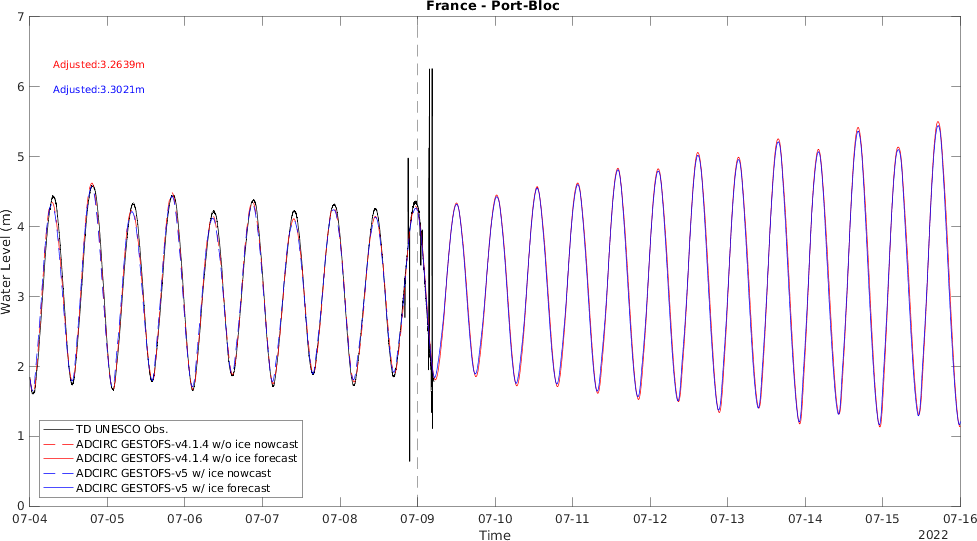 France - Port-Bloc
7
6
5
4
3
2
1
0
Water Level (m)
Adjusted:3.2639m
Adjusted:3.3021m
TD UNESCO Obs.
ADCIRC GESTOFS-v4.1.4 w/o ice nowcast
ADCIRC GESTOFS-v4.1.4 w/o ice forecast
ADCIRC GESTOFS-v5 w/ ice nowcast
ADCIRC GESTOFS-v5 w/ ice forecast
07-04 07-05 07-06 07-07 07-08 07-09 07-10 07-11 07-12 07-13 07-14 07-15 07-16
Time
2022